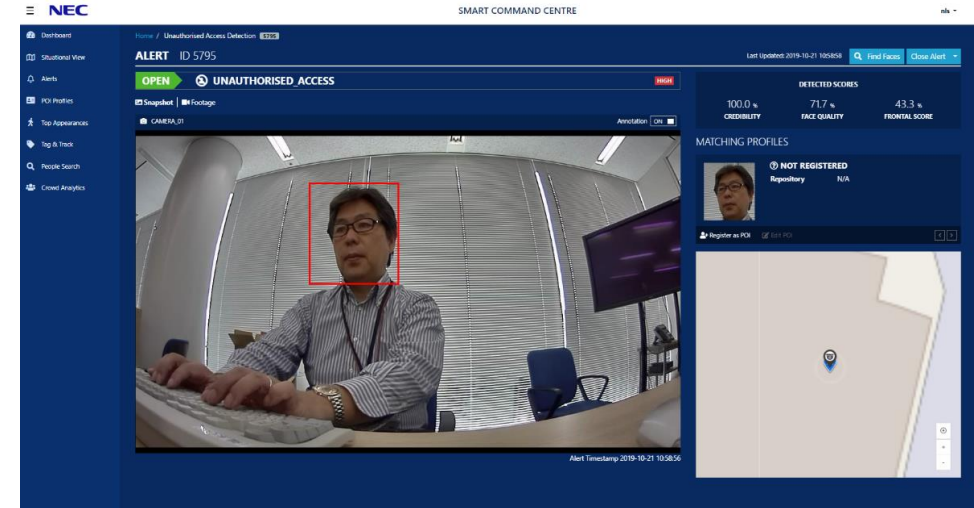 NEC
SMART COMMAND CENTRE
nls
Dashboard
Situational View
Alerts
POI Profiles
Top Appearances
Tag & Track
People Search
Crowd Analytics
Home / Unauthorised Access Detection 5795
ALERT ID 5795
Last Updated: 2019-10-21 10:58:58
Find Faces
Close Alert
OPEN
UNAUTHORISED_ACCESS
HIGH
Snapshot
Footage
CAMERA_01
Annotation
ON
Alert Timestamp 2019-10-21 10:58:56
DETECTED SCORES
100.0 % 71.7 % 43.3 %
CREDIBILITY FACE QUALITY FRONTAL SCORE
MATCHING PROFILES
NOT REGISTERED
Repository N/A
Register as POI
Edit POI